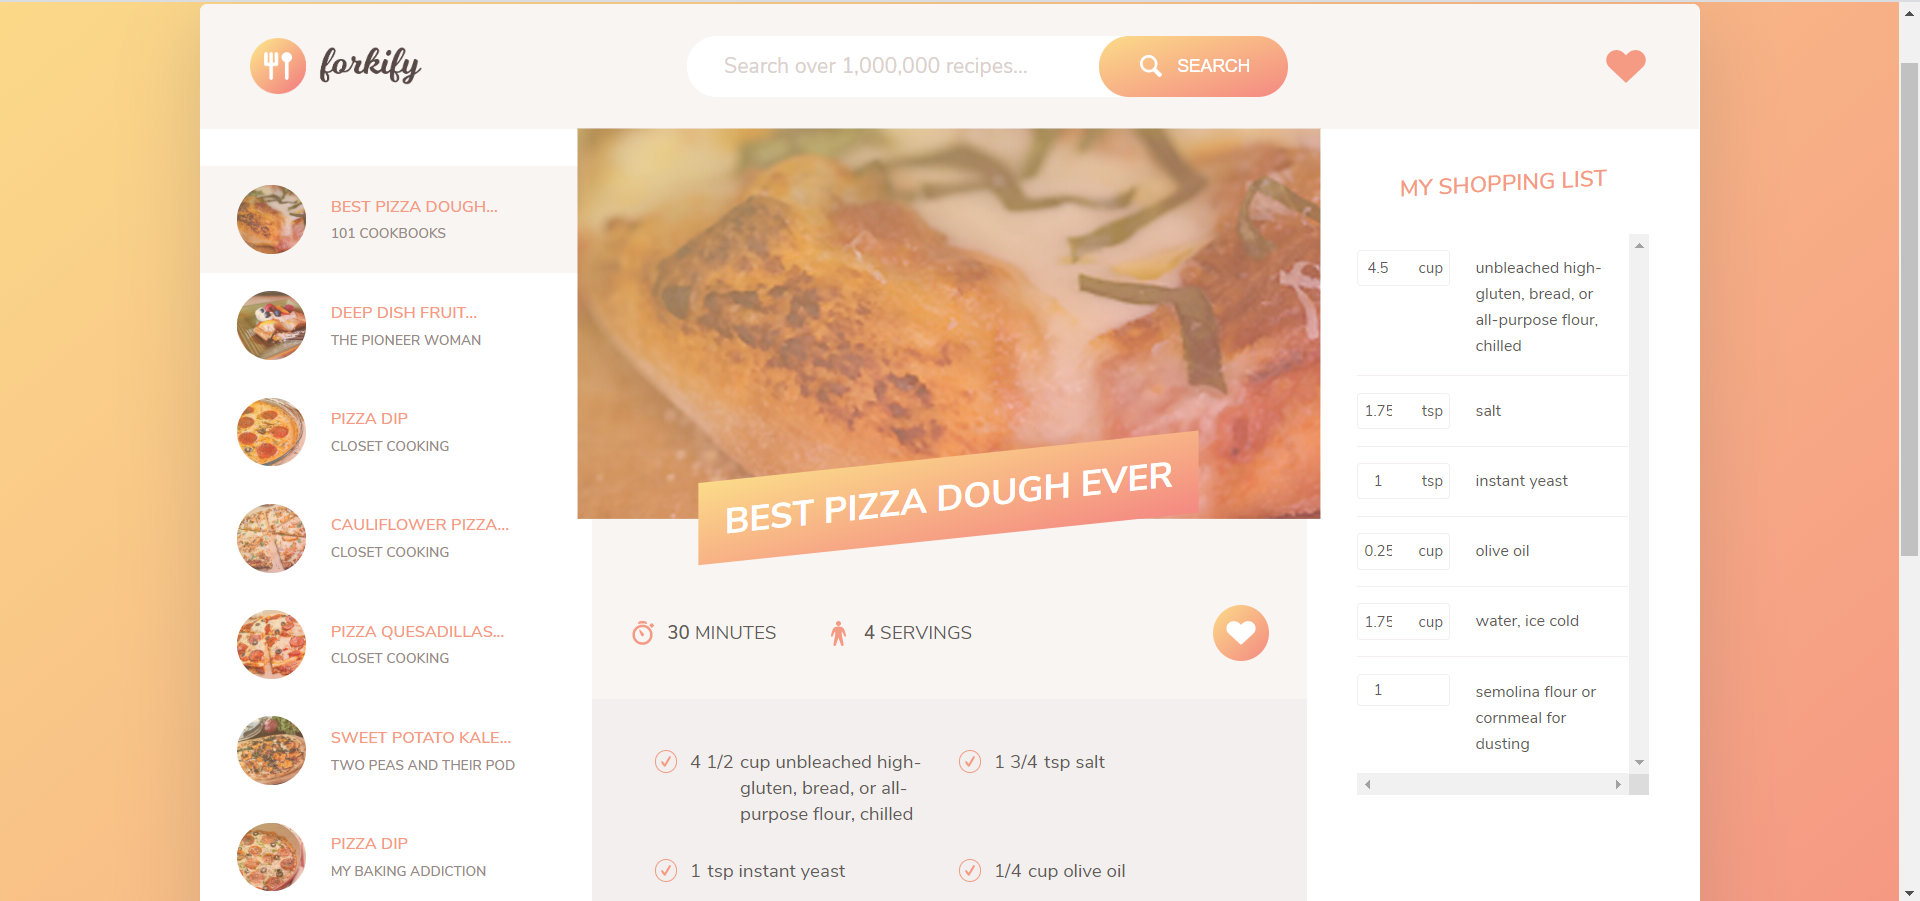 forkify
Search over 1,000,000 recipes...
SEARCH
BEST PIZZA DOUGH...
101 COOKBOOKS
DEEP DISH FRUIT...
THE PIONEER WOMAN
PIZZA DIP
CLOSET COOKING
CAULIFLOWER PIZZA...
CLOSET COOKING
PIZZA QUESADILLAS...
CLOSET COOKING
SWEET POTATO KALE...
TWO PEAS AND THEIR POD
PIZZA DIP
MY BAKING ADDICTION
BEST PIZZA DOUGH EVER
30 MINUTES
4 SERVINGS
4 1/2 cup unbleached high-
gluten, bread, or all-
purpose flour, chilled
1 3/4 tsp salt
1 tsp instant yeast
1/4 cup olive oil
MY SHOPPING LIST
4.5 cup unbleached high-
gluten, bread, or
all-purpose flour,
chilled
1.75 tsp salt
1 tsp instant yeast
0.25 cup olive oil
1.75 cup water, ice cold
1 semolina flour or
cornmeal for
dusting